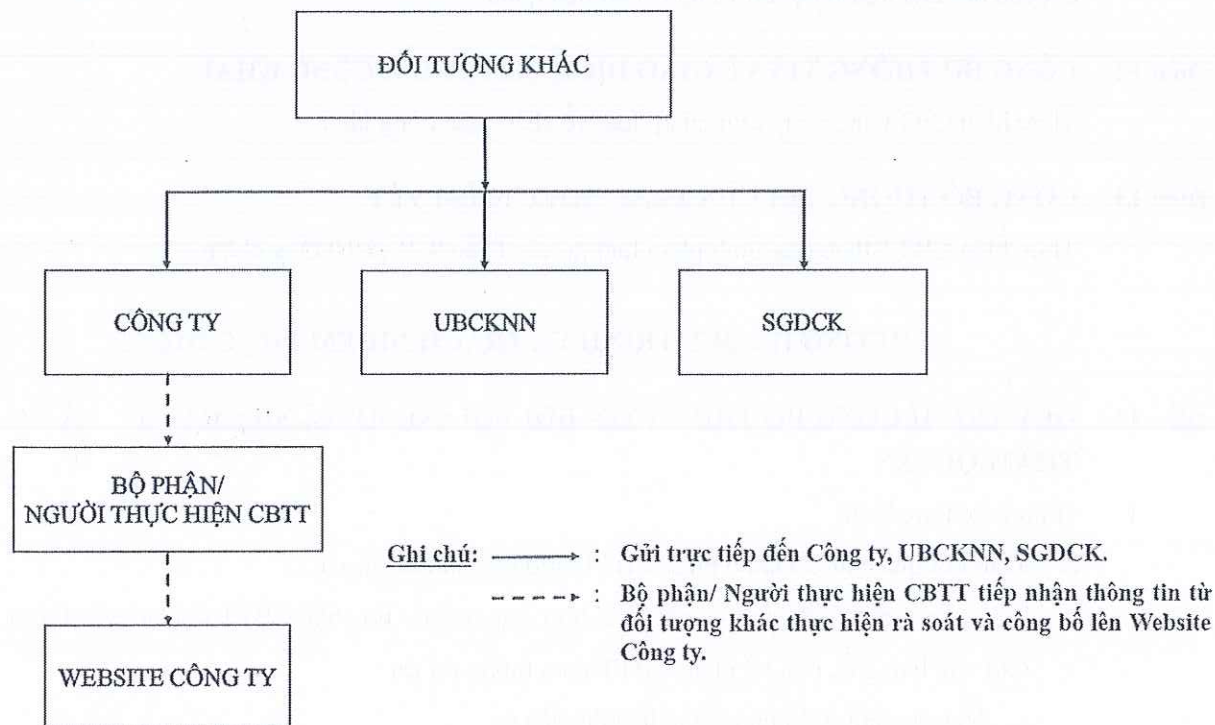 ĐỐI TƯỢNG KHÁC
CÔNG TY
UBCKNN
SGDCK
BỘ PHẬN/
NGƯỜI THỰC HIỆN CBTT
WEBSITE CÔNG TY
Ghi chú: : Gửi trực tiếp đến Công ty, UBCKNN, SGDCK.
: Bộ phận/ Người thực hiện CBTT tiếp nhận thông tin từ
đối tượng khác thực hiện rà soát và công bố lên Website
Công ty.